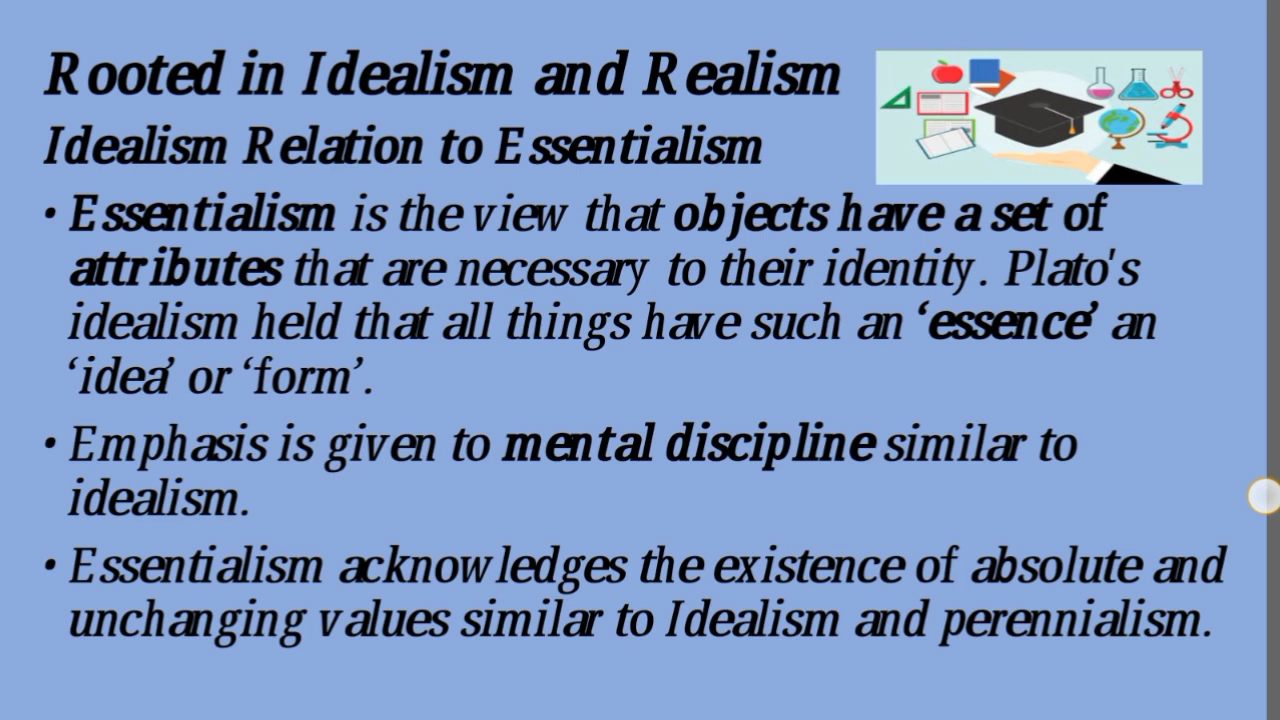 Rooted in Idealism and Realism
Idealism Relation to Essentialism
• Essentialism is the view that objects have a set of
attributes that are necessary to their identity. Plato's
idealism held that all things have such an ‘essence’ an
‘idea’ or ‘form’.
• Emphasis is given to mental discipline similar to
idealism.
• Essentialism acknowledges the existence of absolute and
unchanging values similar to Idealism and perennialism.